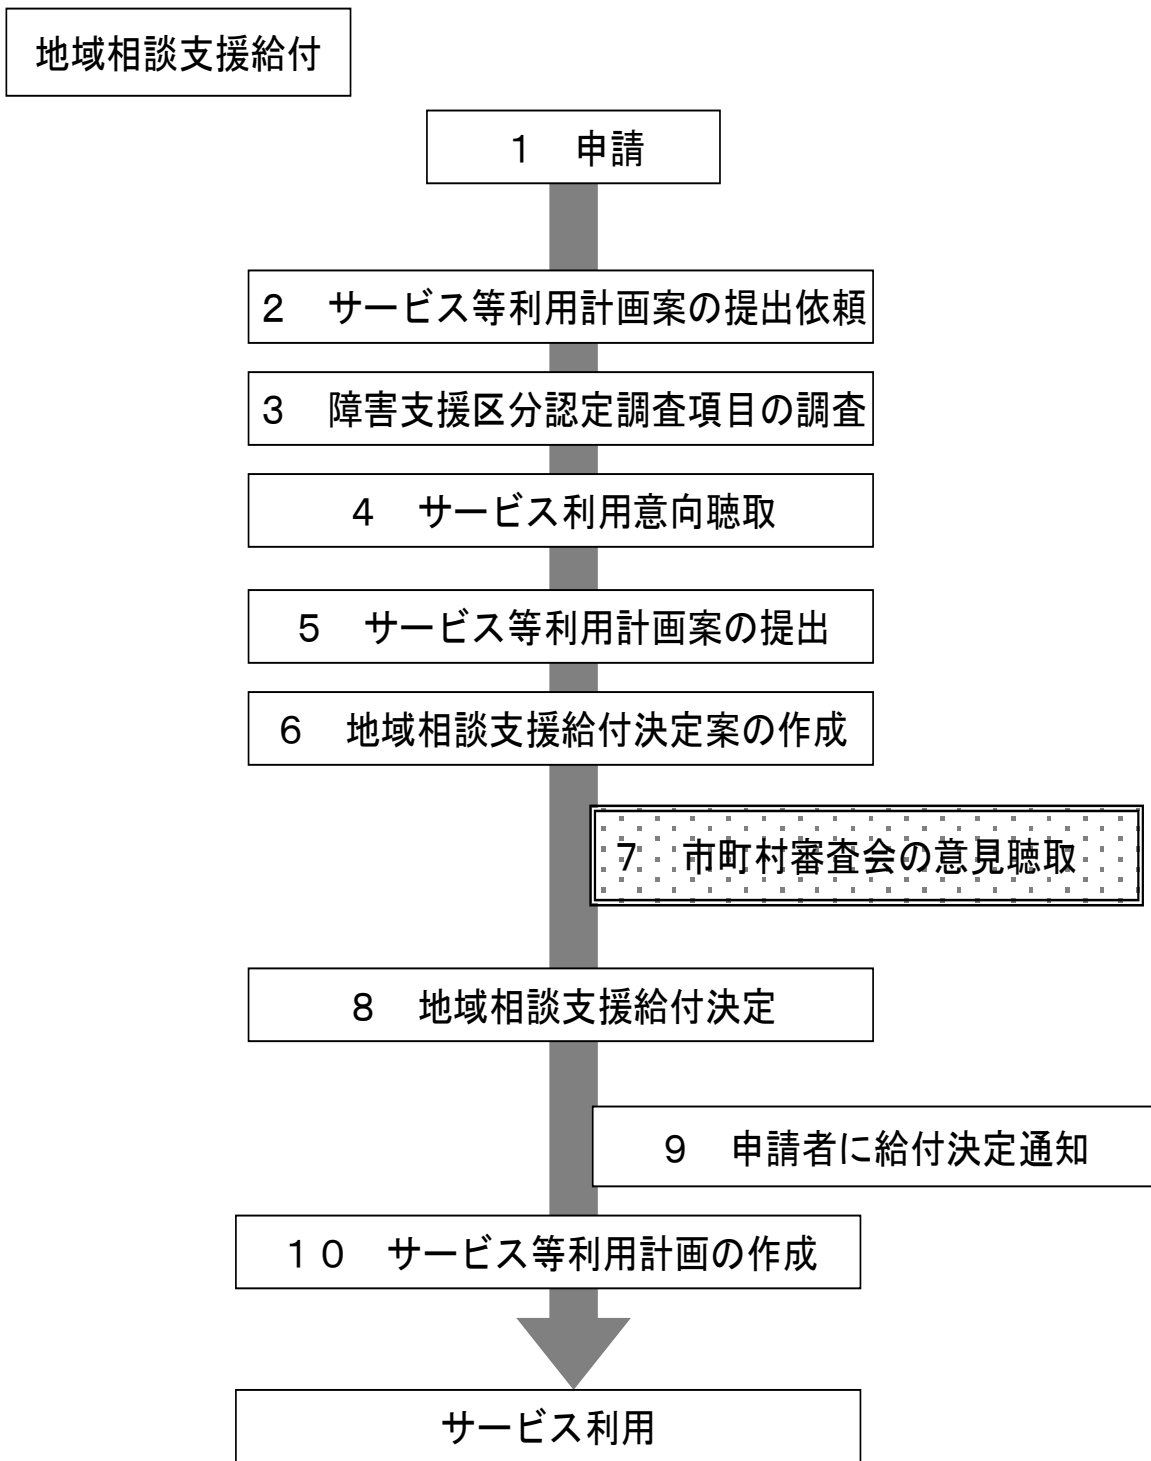 地域相談支援給付
１　申請
２　サービス等利用計画案の提出依頼
３　障害支援区分認定調査項目の調査
４　サービス利用意向聴取
５　サービス等利用計画案の提出
６　地域相談支援給付決定案の作成
７　市町村審査会の意見聴取
８　地域相談支援給付決定
９　申請者に給付決定通知
１０　サービス等利用計画の作成
サービス利用